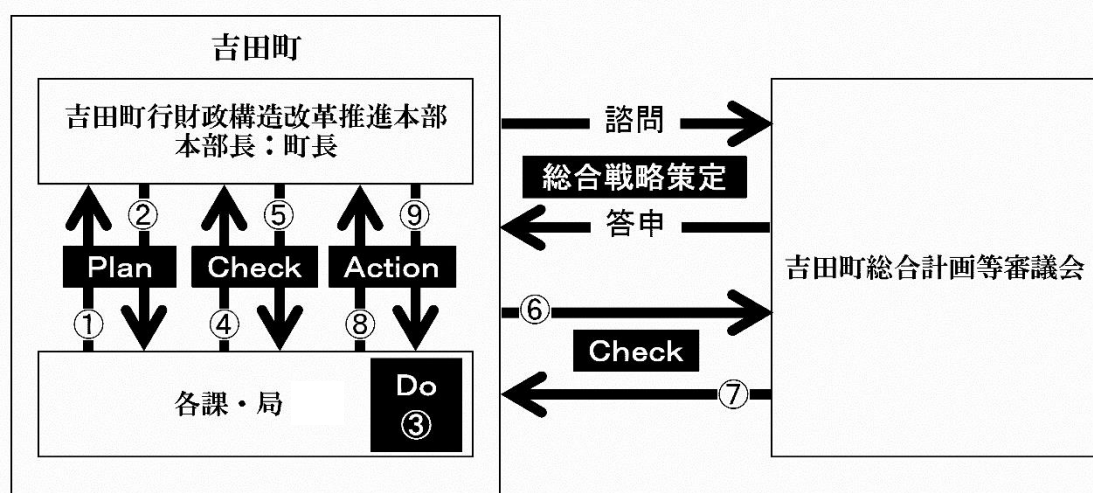 吉田町
吉田町行財政構造改革推進本部
本部長：町長
② ⑤ ⑨
Plan Check Action
① ④ ⑧
各課・局
Do
③
諮問
総合戦略策定
答申
⑥
Check
⑦
吉田町総合計画等審議会